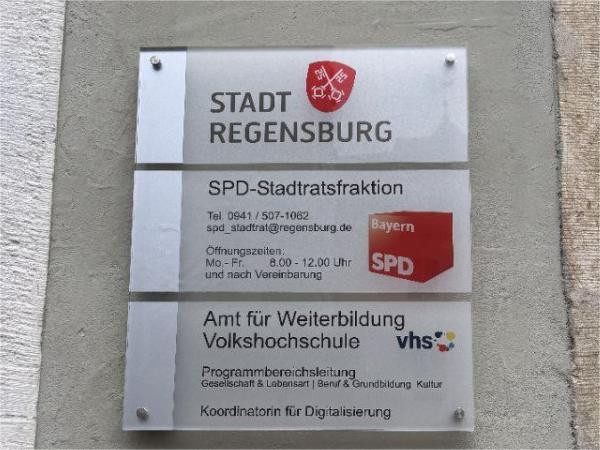 STADT
REGENSBURG
SPD-Stadtratsfraktion
Tel. 0941 / 507-1062
spd_stadtrat@regensburg.de
Öffnungszeiten:
Mo.- Fr. 8.00 - 12.00 Uhr
und nach Vereinbarung
Bayern
SPD
Amt für Weiterbildung
Volkshochschule
vhs
Programmbereichsleitung
Gesellschaft & Lebensart | Beruf & Grundbildung Kultur
Koordinatorin für Digitalisierung